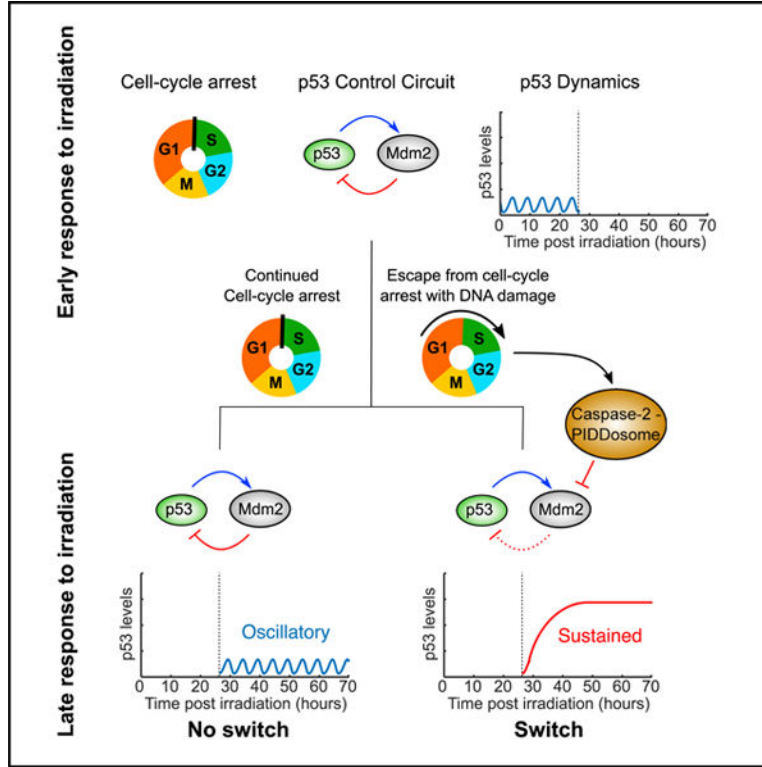 Early response to irradiation
Cell-cycle arrest
p53 Control Circuit
p53 Dynamics
G1
S
G2
M
p53
Mdm2
p53 levels
0 10 20 30 40 50 60 70
Time post irradiation (hours)
Continued
Cell-cycle arrest
Escape from cell-cycle
arrest with DNA damage
G1
S
G2
M
G1
S
G2
M
Caspase-2 -
PIDDosome
Late response to irradiation
p53
Mdm2
p53
Mdm2
p53 levels
Oscillatory
0 10 20 30 40 50 60 70
Time post irradiation (hours)
No switch
p53 levels
Sustained
0 10 20 30 40 50 60 70
Time post irradiation (hours)
Switch